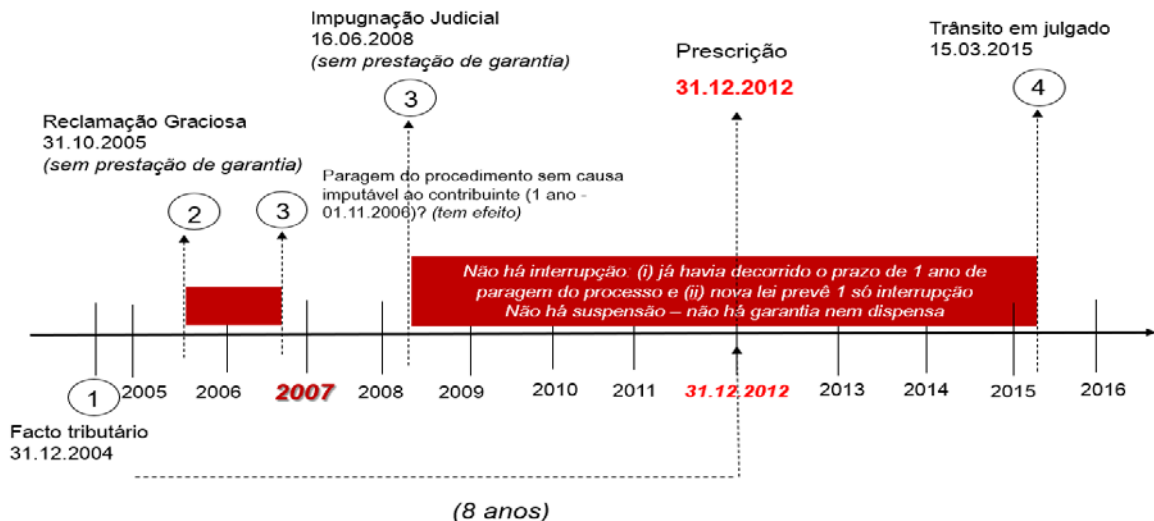 Impugnação Judicial
16.06.2008
(sem prestação de garantia)
3
Prescrição
31.12.2012
Trânsito em julgado
15.03.2015
4
Reclamação Graciosa
31.10.2005
(sem prestação de garantia)
2
3
Paragem do procedimento sem causa
imputável ao contribuinte (1 ano -
01.11.2006)? (tem efeito)
Não há interrupção: (i) já havia decorrido o prazo de 1 ano de
paragem do processo e (ii) nova lei prevê 1 só interrupção
Não há suspensão – não há garantia nem dispensa
1
2005
2006
2007
2008
2009
2010
2011
31.12.2012
2013
2014
2015
2016
Facto tributário
31.12.2004
(8 anos)